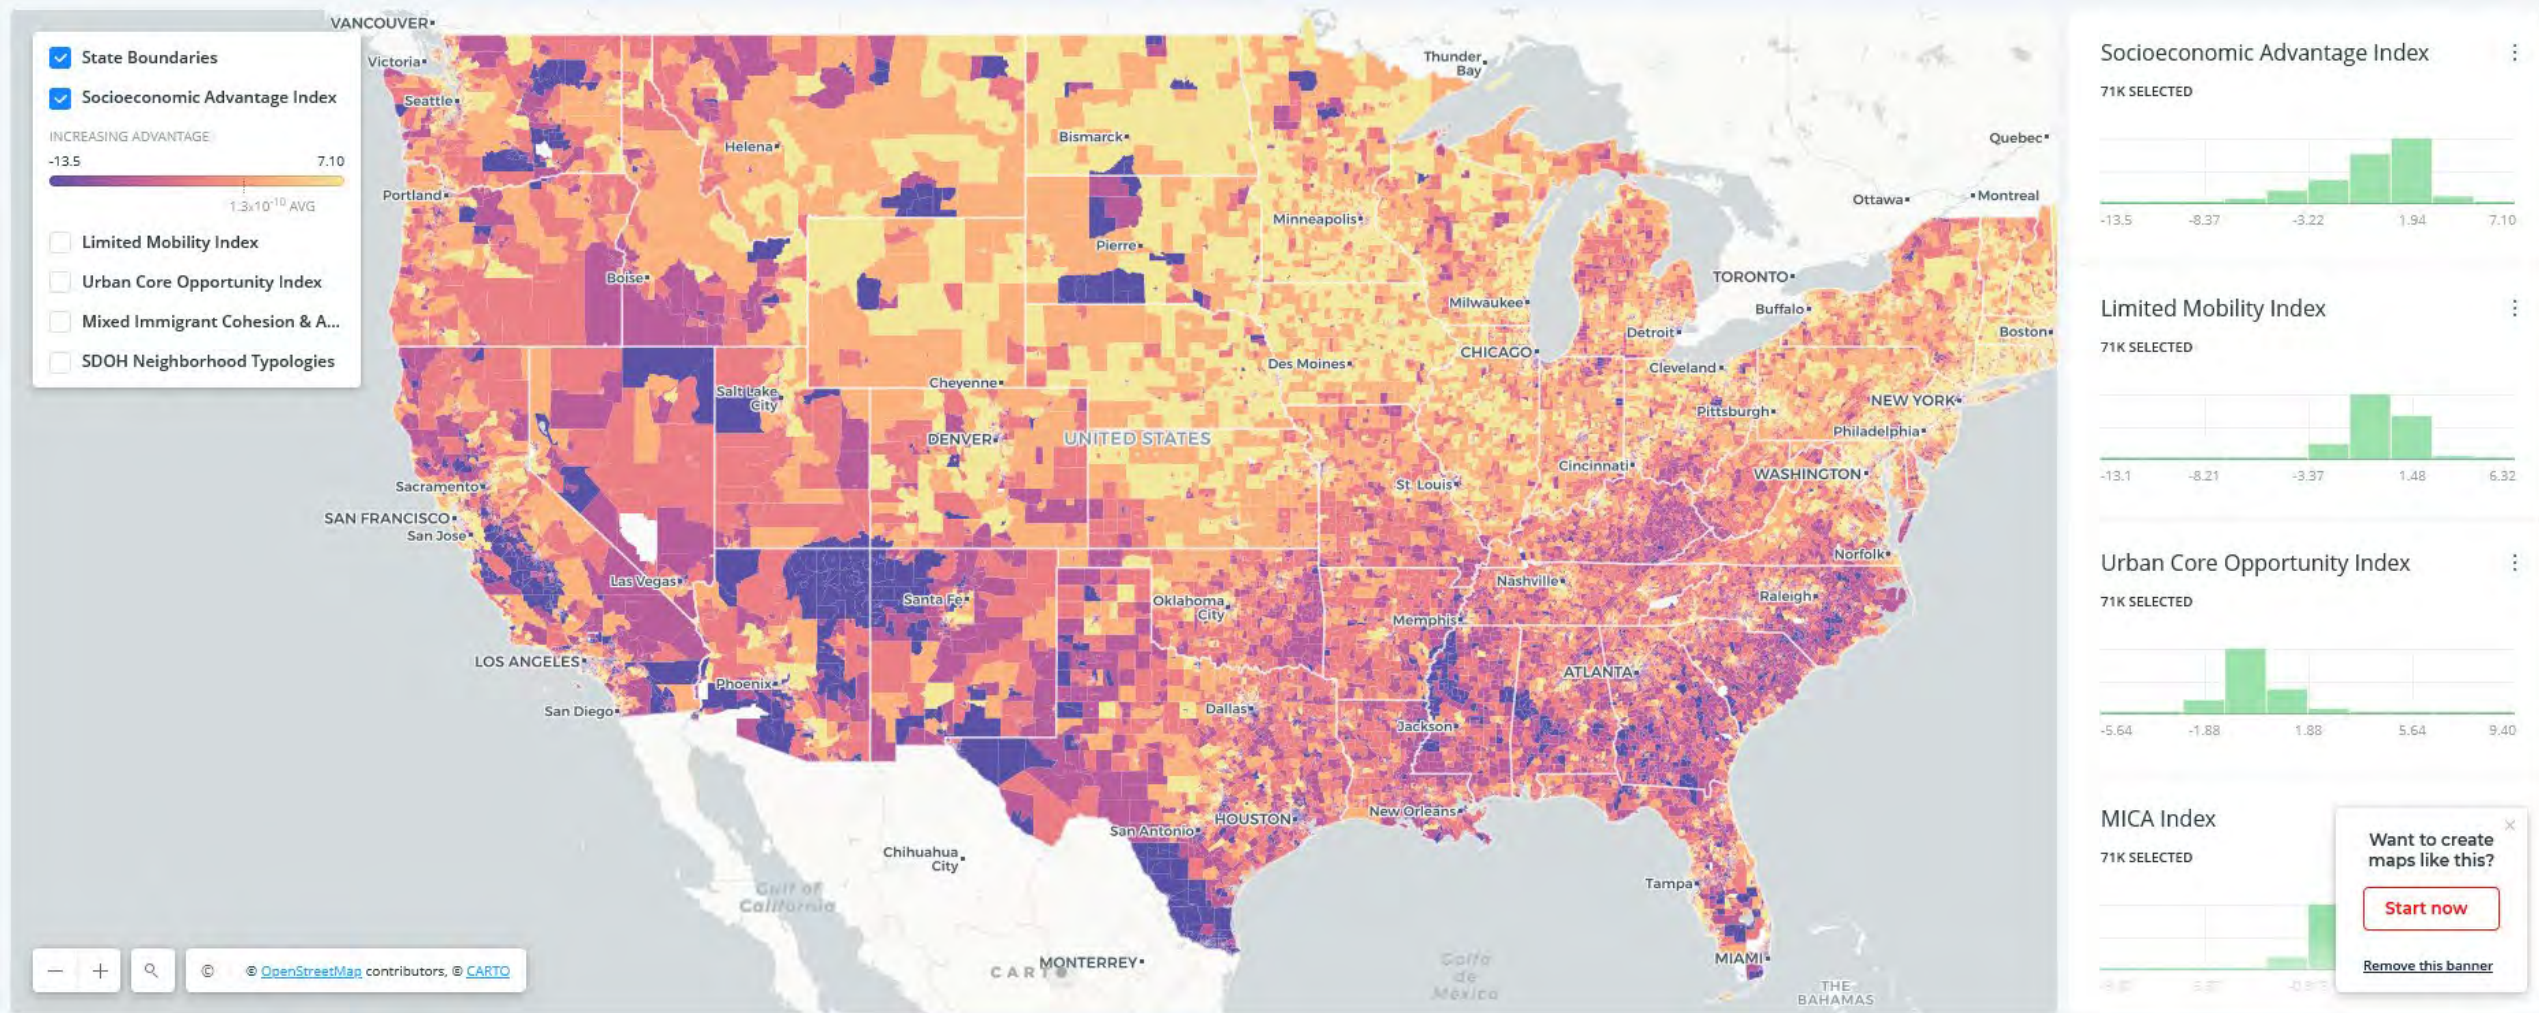 State Boundaries
Socioeconomic Advantage Index
INCREASING ADVANTAGE
-13.5 7.10
1.3x10⁻¹⁰ AVG
Limited Mobility Index
Urban Core Opportunity Index
Mixed Immigrant Cohesion & A...
SDOH Neighborhood Typologies
VANCOUVER
Victoria
Seattle
Portland
Helena
Boise
Bismarck
Pierre
Thunder
Bay
Minneapolis
Quebec
Ottawa
Montreal
TORONTO
Buffalo
Milwaukee
Detroit
Boston
CHICAGO
Des Moines
Cleveland
Cheyenne
Salt Lake
City
NEW YORK
Pittsburgh
Philadelphia
DENVER
UNITED STATES
Cincinnati
WASHINGTON
St. Louis
Sacramento
SAN FRANCISCO
San Jose
Norfolk
Las Vegas
Santa Fe
Oklahoma
City
Nashville
Raleigh
Memphis
LOS ANGELES
Phoenix
ATLANTA
San Diego
Dallas
Jackson
New Orleans
HOUSTON
San Antonio
Chihuahua
City
Gulf of
California
Tampa
MIAMI
MONTERREY
CART
Golfo
de
México
THE
BAHAMAS
© © OpenStreetMap contributors, © CARTO
Socioeconomic Advantage Index
71K SELECTED
-13.5 -8.37 -3.22 1.94 7.10
Limited Mobility Index
71K SELECTED
-13.1 -8.21 -3.37 1.48 6.32
Urban Core Opportunity Index
71K SELECTED
-5.64 -1.88 1.88 5.64 9.40
MICA Index
71K SELECTED
Want to create
maps like this?
Start now
Remove this banner